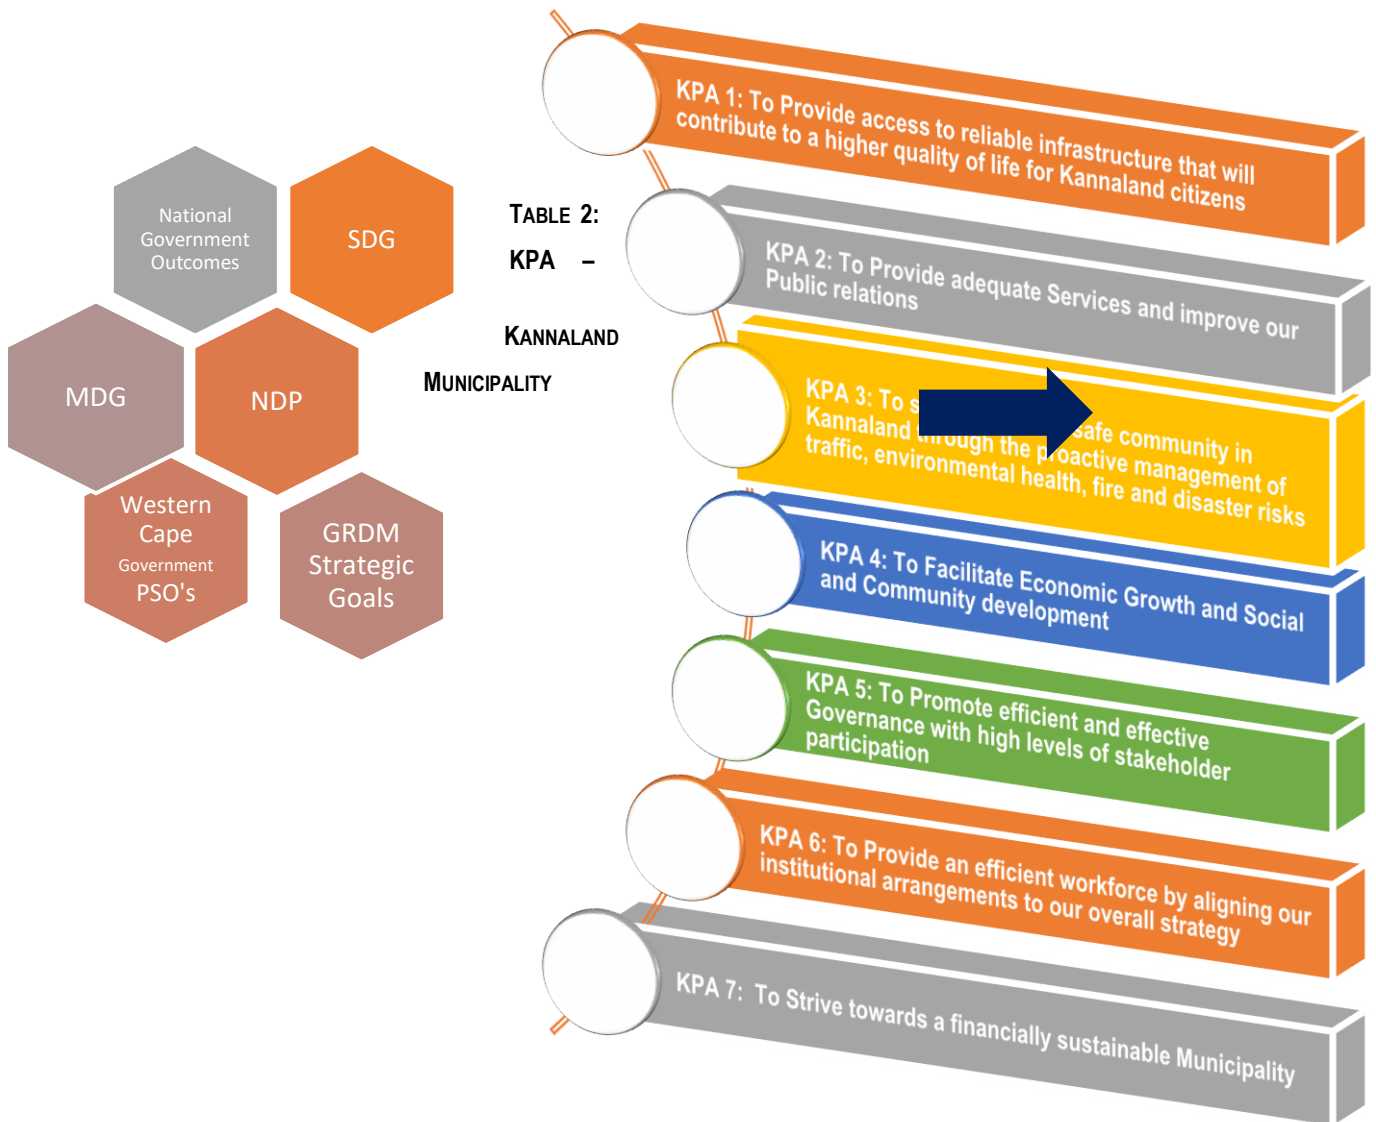 National
Government
Outcomes
SDG
MDG
NDP
Western
Cape
Government
PSO's
GRDM
Strategic
Goals
TABLE 2:
KPA –
KANNALAND
MUNICIPALITY
KPA 1: To Provide access to reliable infrastructure that will
contribute to a higher quality of life for Kannaland citizens
KPA 2: To Provide adequate Services and improve our
Public relations
KPA 3: To safe community in
Kannaland through the proactive management of
traffic, environmental health, fire and disaster risks
KPA 4: To Facilitate Economic Growth and Social
and Community development
KPA 5: To Promote efficient and effective
Governance with high levels of stakeholder
participation
KPA 6: To Provide an efficient workforce by aligning our
institutional arrangements to our overall strategy
KPA 7: To Strive towards a financially sustainable Municipality